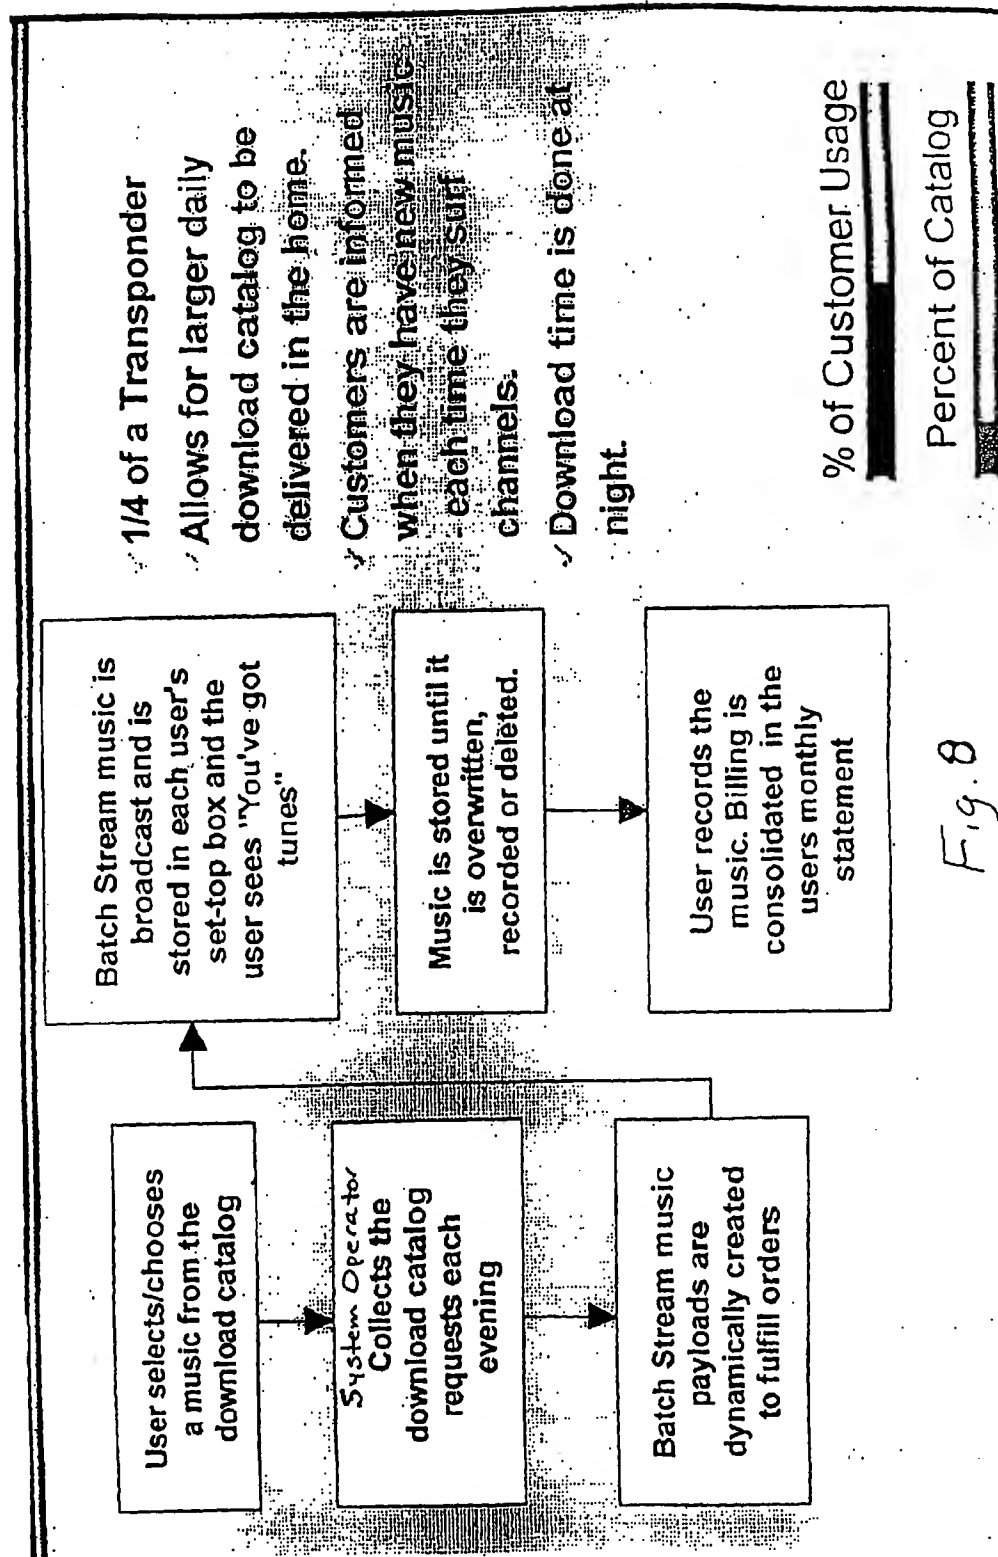 User selects/chooses
a music from the
download catalog
System Operator
Collects the
download catalog
requests each
evening
Batch Stream music
payloads are
dynamically created
to fulfill orders
Batch Stream music is
broadcast and is
stored in each user's
set-top box and the
user sees "You've got
tunes"
Music is stored until it
is overwritten,
recorded or deleted.
User records the
music. Billing is
consolidated in the
users monthly
statement
✓ 1/4 of a Transponder
✓ Allows for larger daily
download catalog to be
delivered in the home.
✓ Customers are informed
when they have new music
each time they surf
channels.
✓ Download time is done at
night.
% of Customer Usage
Percent of Catalog
Fig. 8